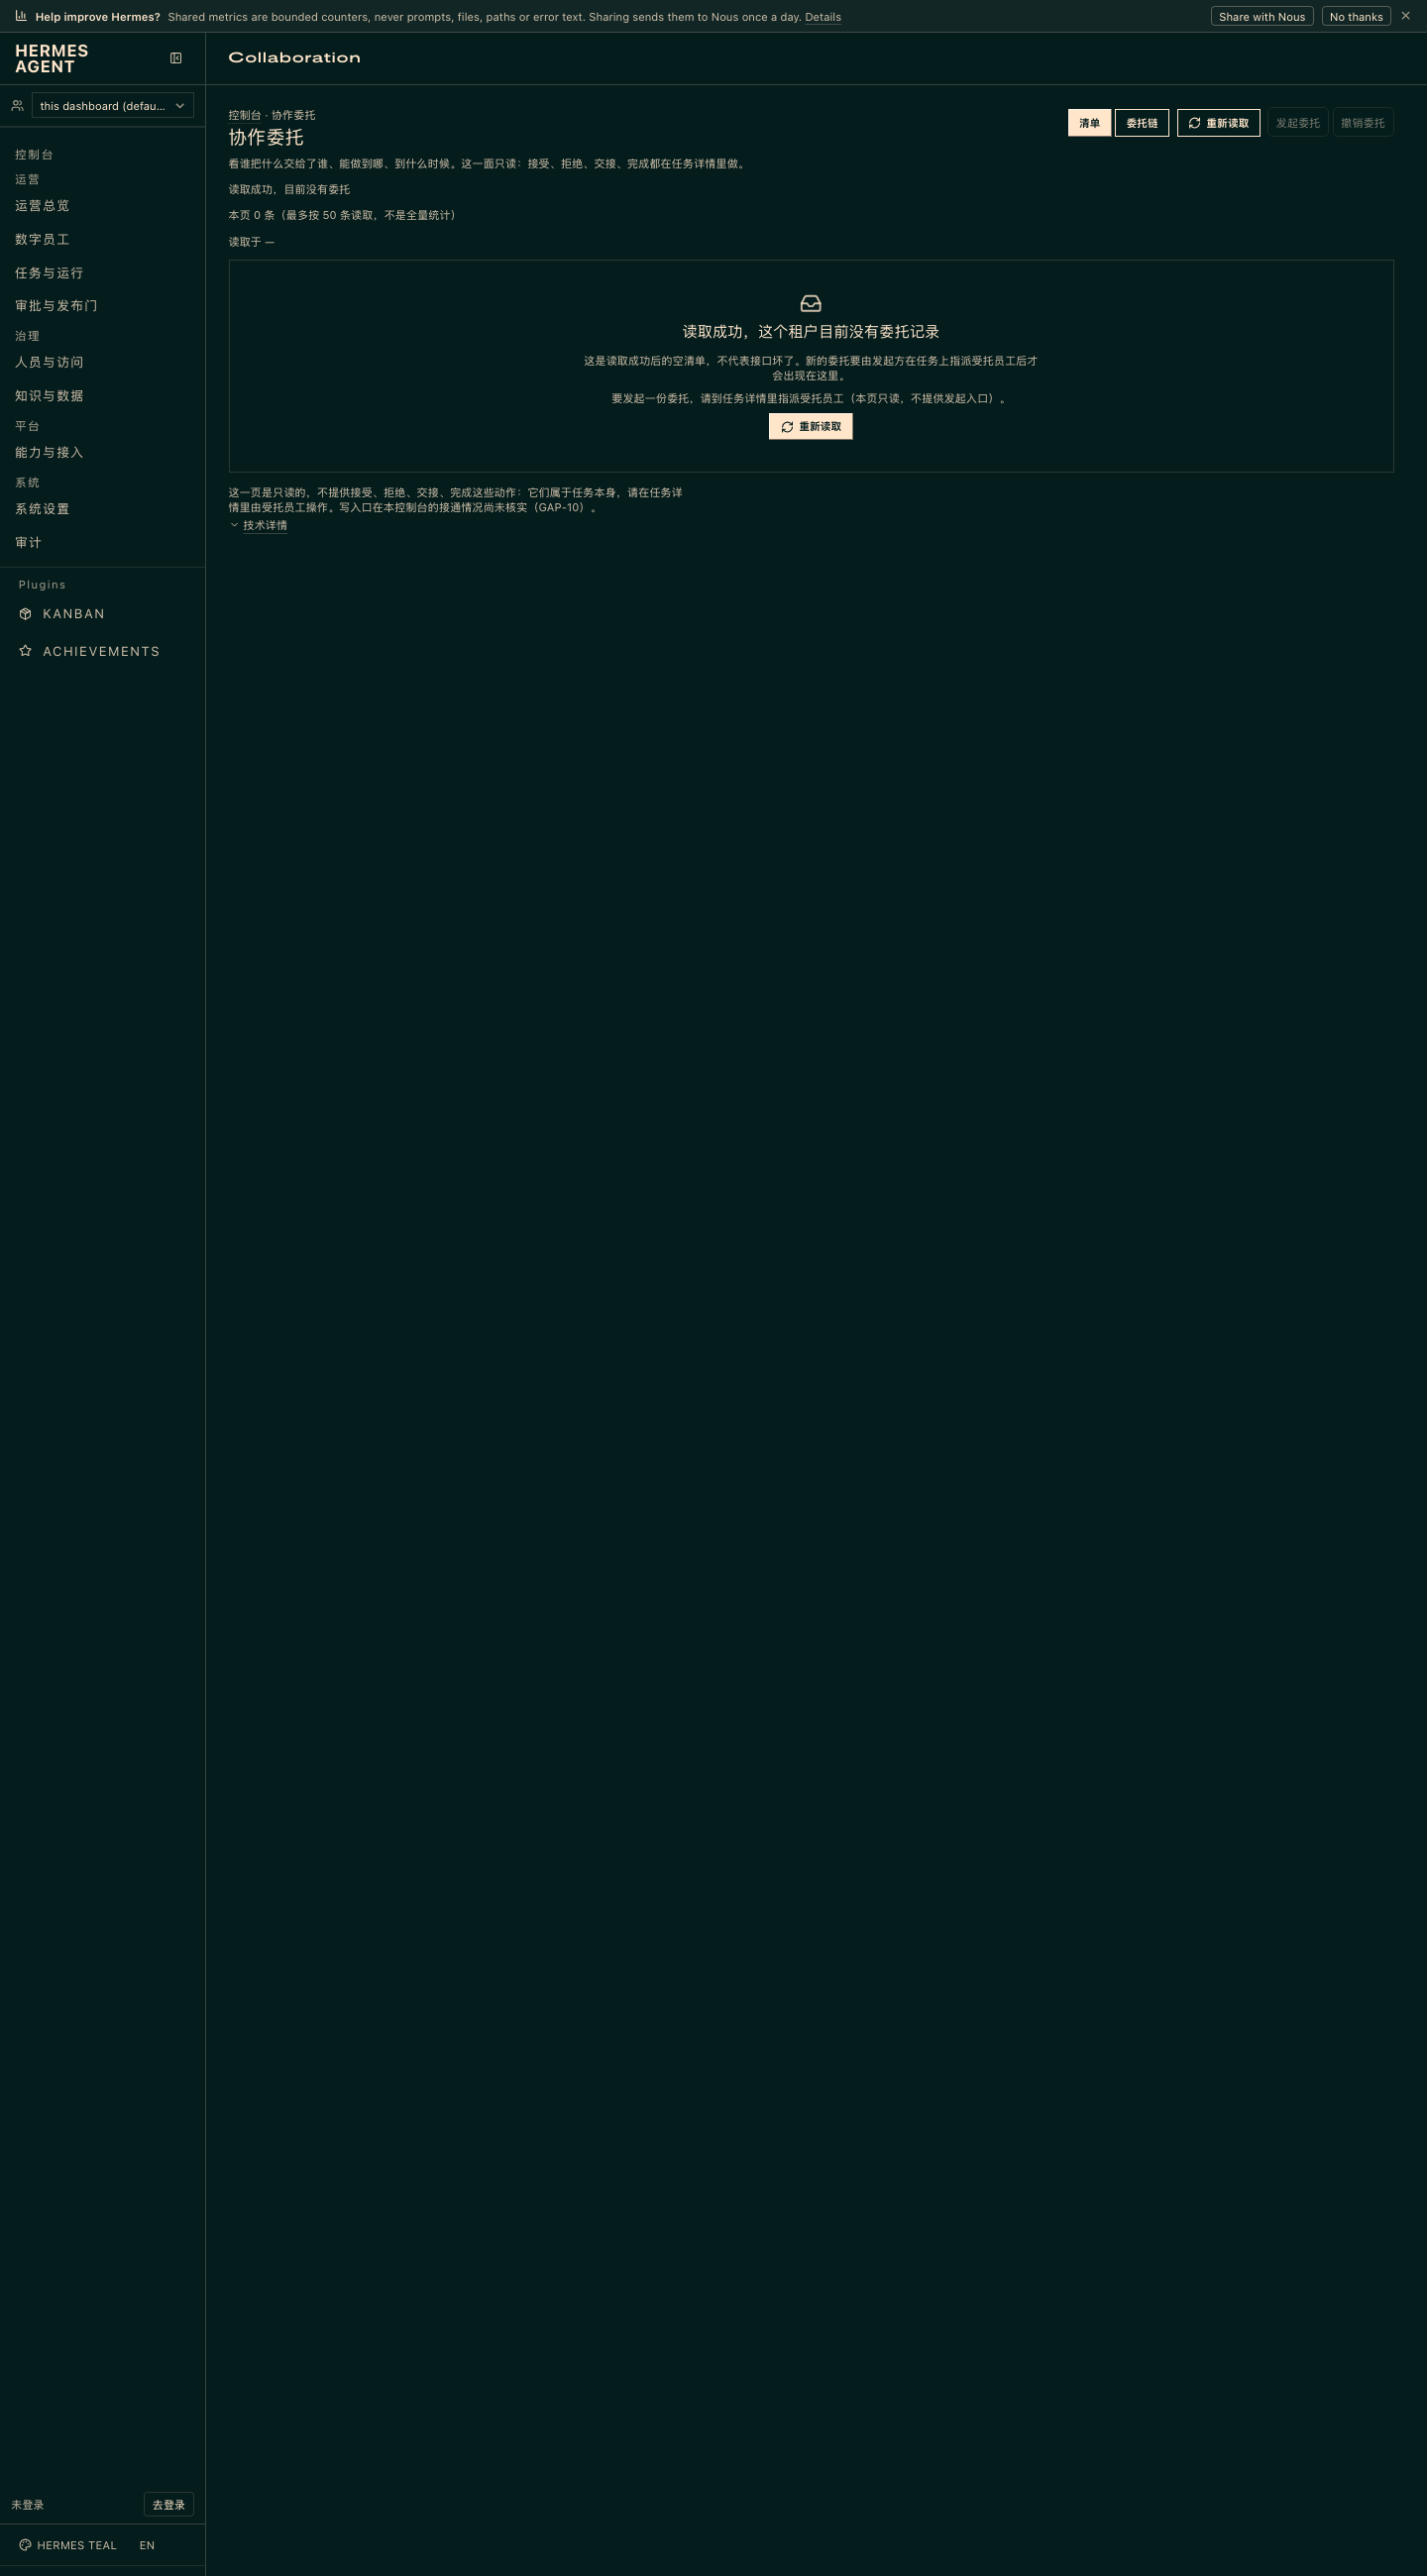 Help improve Hermes? Shared metrics are bounded counters, never prompts, files, paths or error text. Sharing sends them to Nous once a day. Details
Share with Nous
No thanks
HERMES
AGENT
Collaboration
this dashboard (defau...
控制台
运营
运营总览
数字员工
任务与运行
审批与发布门
治理
人员与访问
知识与数据
平台
能力与接入
系统
系统设置
审计
Plugins
KANBAN
ACHIEVEMENTS
控制台 · 协作委托
协作委托
清单
委托链
重新读取
发起委托
撤销委托
看谁把什么交给了谁、能做到哪、到什么时候。这一面只读：接受、拒绝、交接、完成都在任务详情里做。
读取成功，目前没有委托
本页 0 条（最多按 50 条读取，不是全量统计）
读取于 —
读取成功，这个租户目前没有委托记录
这是读取成功后的空清单，不代表接口坏了。新的委托要由发起方在任务上指派受托员工后才
会出现在这里。
要发起一份委托，请到任务详情里指派受托员工（本页只读，不提供发起入口）。
重新读取
这一页是只读的，不提供接受、拒绝、交接、完成这些动作：它们属于任务本身，请在任务详
情里由受托员工操作。写入口在本控制台的接通情况尚未核实（GAP-10）。
技术详情
未登录
去登录
HERMES TEAL
EN